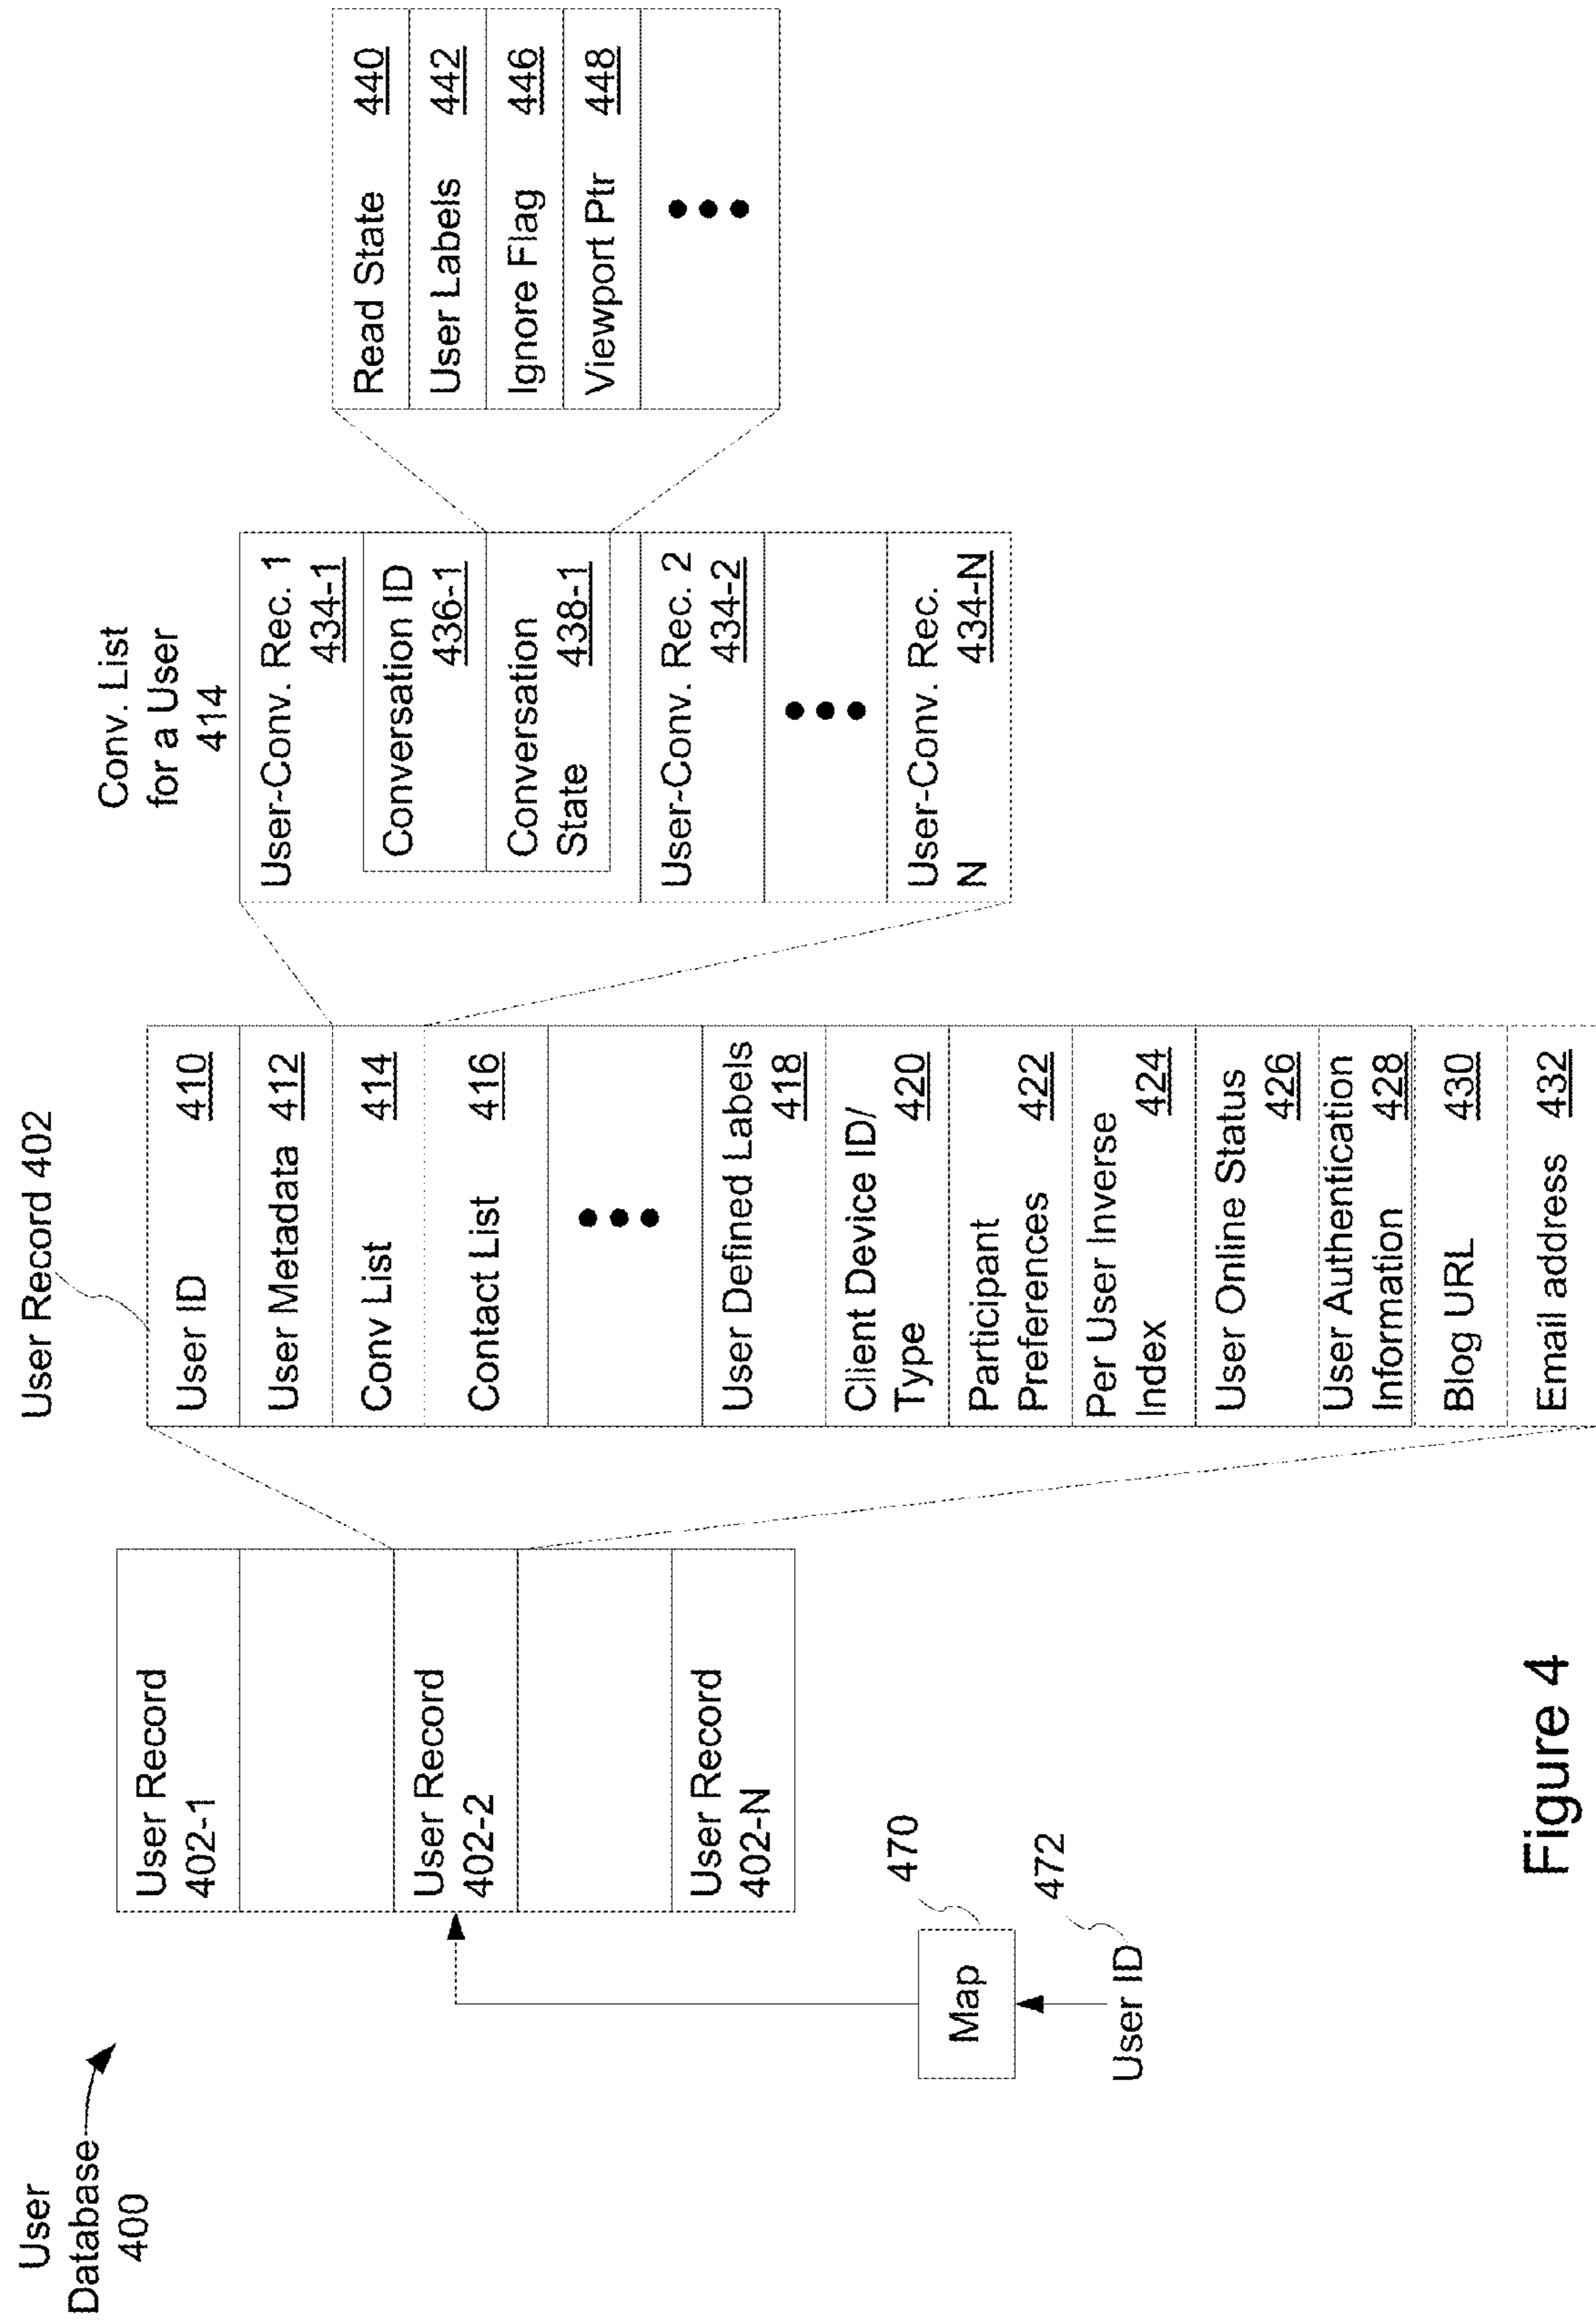 User
Database
400
User Record
402-1
User Record
402-2
User Record
402-N
Map
470
User ID
472
User Record 402
User ID 410
User Metadata 412
Conv List 414
Contact List 416
User Defined Labels
418
Client Device ID/
Type 420
Participant
Preferences 422
Per User Inverse
Index 424
User Online Status
426
User Authentication
Information 428
Blog URL 430
Email address 432
Conv. List
for a User
414
User-Conv. Rec. 1
434-1
Conversation ID
436-1
Conversation
State 438-1
User-Conv. Rec. 2
434-2
User-Conv. Rec.
N 434-N
Read State 440
User Labels 442
Ignore Flag 446
Viewport Ptr 448
Figure 4